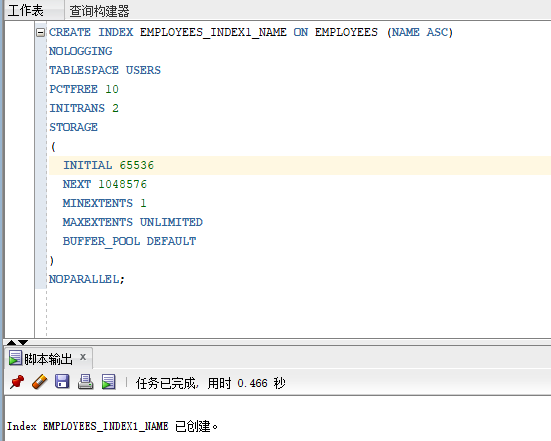 工作表 查询构建器
CREATE INDEX EMPLOYEES_INDEX1_NAME ON EMPLOYEES (NAME ASC)
NOLOGGING
TABLESPACE USERS
PCTFREE 10
INITRANS 2
STORAGE
(
INITIAL 65536
NEXT 1048576
MINEXTENTS 1
MAXEXTENTS UNLIMITED
BUFFER_POOL DEFAULT
)
NOPARALLEL;
脚本输出 x
任务已完成, 用时 0.466 秒
Index EMPLOYEES_INDEX1_NAME 已创建。